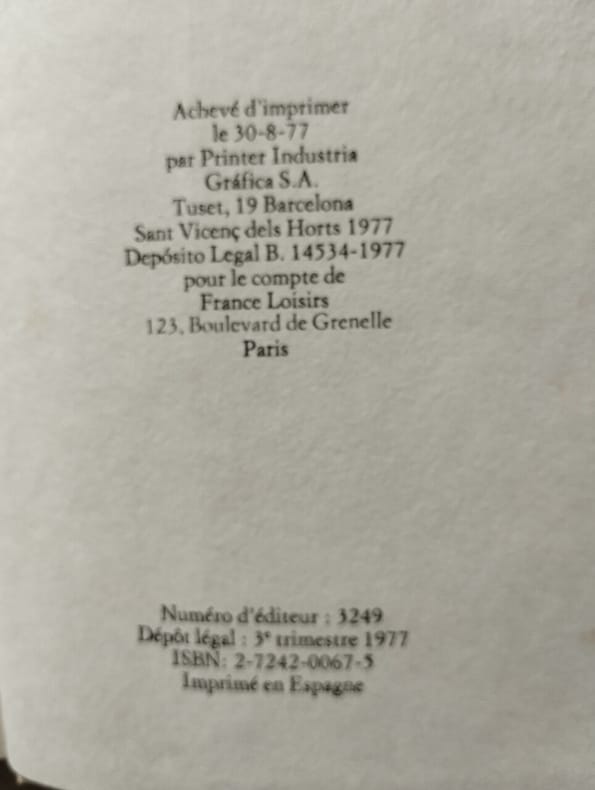 Achevé d'imprimer
le 30-8-77
par Printer Industria
Gráfica S.A.
Tuset, 19 Barcelona
Sant Vicenç dels Horts 1977
Depósito Legal B. 14534-1977
pour le compte de
France Loisirs
123, Boulevard de Grenelle
Paris
Numéro d'éditeur : 3249
Dépôt légal : 3e trimestre 1977
ISBN: 2-7242-0067-5
Imprimé en Espagne